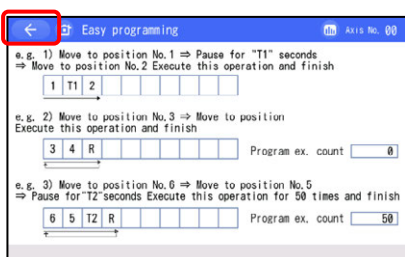 Easy programming
Axis No. 00
e.g. 1) Move to position No.1 ⇒ Pause for "T1" seconds
⇒ Move to position No.2 Execute this operation and finish
1 T1 2
e.g. 2) Move to position No.3 ⇒ Move to position
Execute this operation and finish
3 4 R
Program ex. count 0
e.g. 3) Move to position No.6 ⇒ Move to position No.5
⇒ Pause for"T2"seconds Execute this operation for 50 times and finish
6 5 T2 R
Program ex. count 50